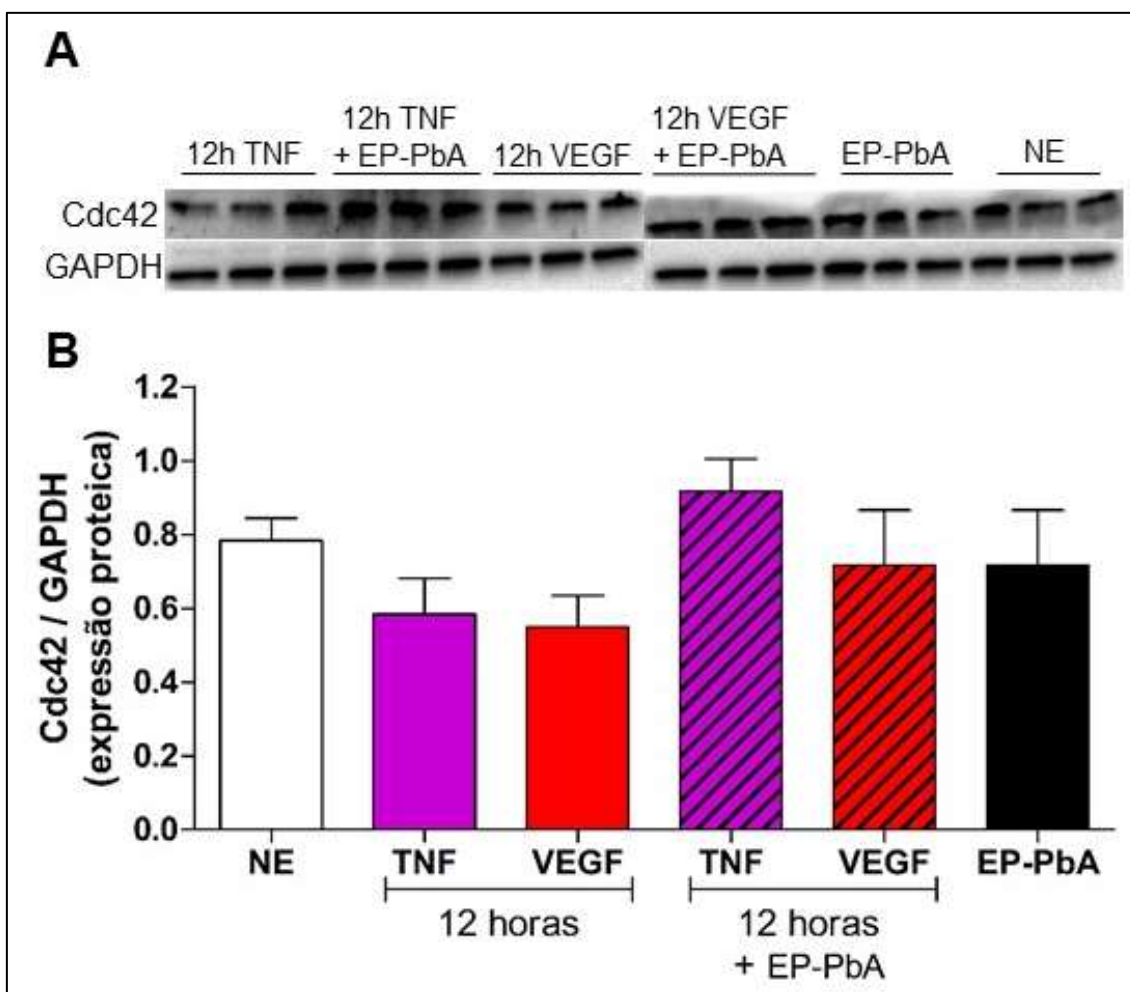 A
12h TNF
12h TNF
+ EP-PbA
12h VEGF
12h VEGF
+ EP-PbA
EP-PbA
NE
Cdc42
GAPDH
B
Cdc42 / GAPDH
(expressão proteica)
1.2
1.0
0.8
0.6
0.4
0.2
0.0
NE
TNF
VEGF
TNF
VEGF
EP-PbA
12 horas
12 horas
+ EP-PbA